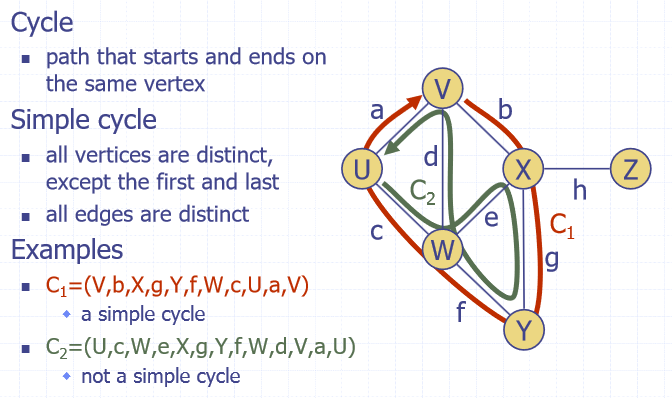 Cycle
path that starts and ends on
the same vertex
Simple cycle
all vertices are distinct,
except the first and last
all edges are distinct
Examples
C₁=(V,b,X,g,Y,f,W,c,U,a,V)
a simple cycle
C₂=(U,c,W,e,X,g,Y,f,W,d,V,a,U)
not a simple cycle
V
a
b
d
U
X
Z
C₂
h
e
C₁
c
W
g
f
Y